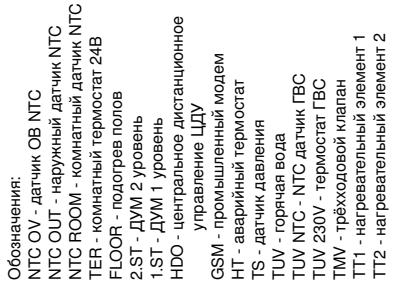 Обозначения:
NTC OV - датчик ОВ NTC
NTC OUT - наружный датчик NTC
NTC ROOM - комнатный датчик NTC
TER - комнатный термостат 24В
FLOOR - подогрев полов
2.ST - ДУМ 2 уровень
1.ST - ДУМ 1 уровень
HDO - центральное дистанционное
управление ЦДУ
GSM - промышленный модем
HT - аварийный термостат
TS - датчик давления
TUV - горячая вода
TUV NTC - NTC датчик ГВС
TUV 230V - термостат ГВС
TMV - трёхходовой клапан
TT1 - нагревательный элемент 1
TT2 - нагревательный элемент 2